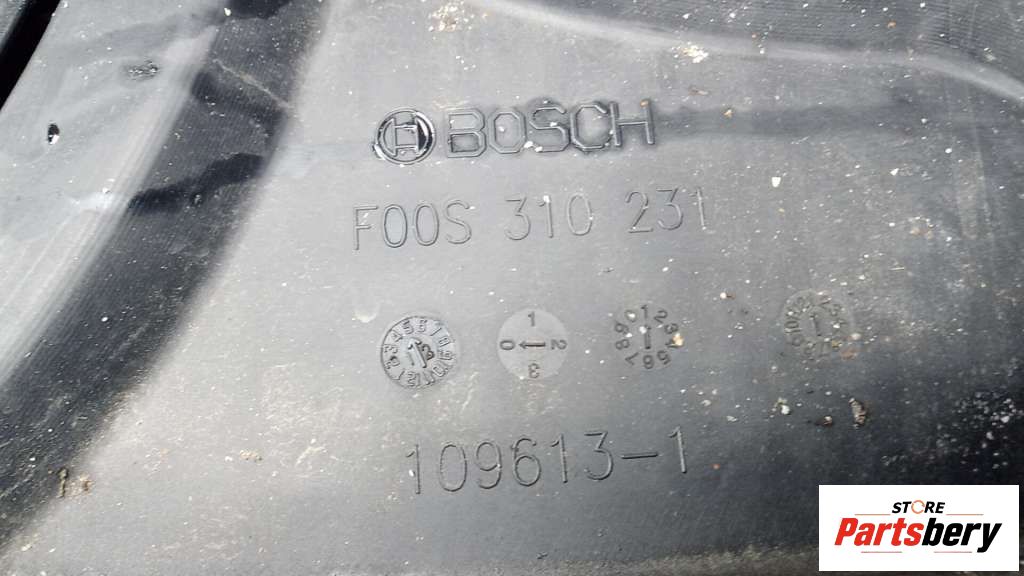 BOSCH
F00S 310 231
109613-1
STORE
Partsbery